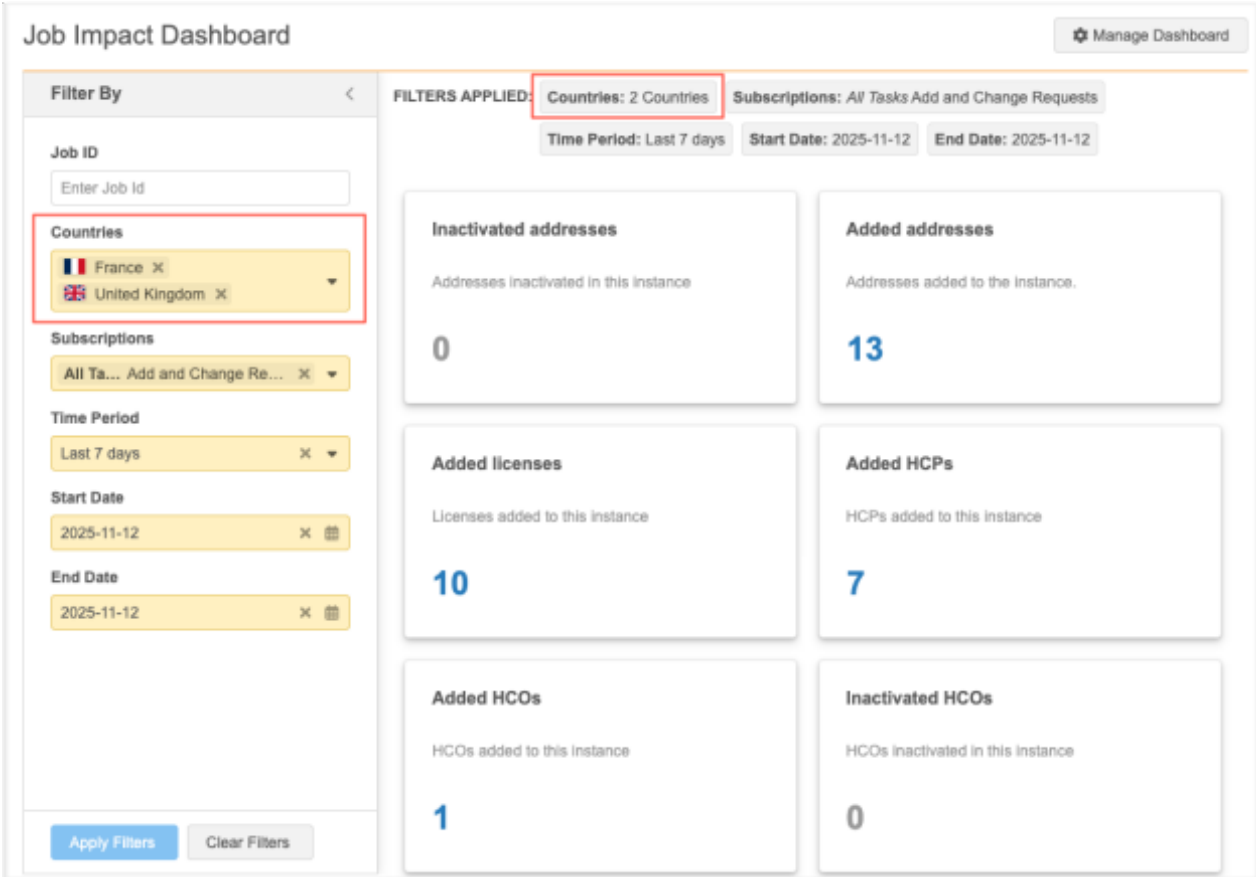 Job Impact Dashboard
Manage Dashboard
Filter By
Job ID
Enter Job Id
Countries
France
United Kingdom
Subscriptions
All Ta... Add and Change Re...
Time Period
Last 7 days
Start Date
2025-11-12
End Date
2025-11-12
Apply Filters
Clear Filters
FILTERS APPLIED: Countries: 2 Countries Subscriptions: All Tasks Add and Change Requests
Time Period: Last 7 days Start Date: 2025-11-12 End Date: 2025-11-12
Inactivated addresses
Addresses inactivated in this instance
0
Added addresses
Addresses added to the instance.
13
Added licenses
Licenses added to this instance
10
Added HCPs
HCPs added to this instance
7
Added HCOs
HCOs added to this instance
1
Inactivated HCOs
HCOs inactivated in this instance
0